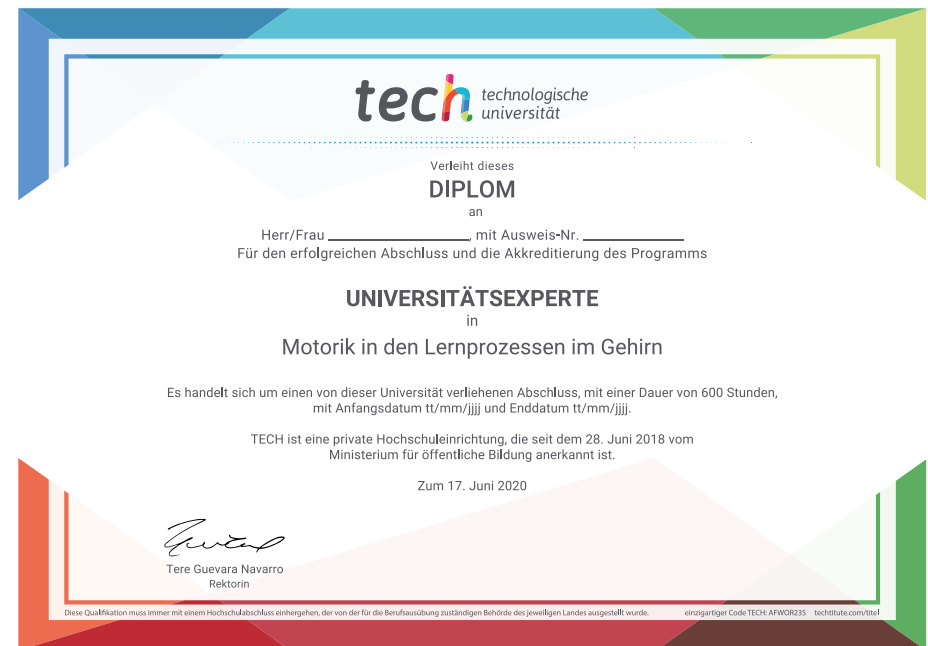 tech technologische
universität
Verleiht dieses
DIPLOM
an
Herr/Frau ____________, mit Ausweis-Nr. ____________
Für den erfolgreichen Abschluss und die Akkreditierung des Programms
UNIVERSITÄTSEXPERTE
in
Motorik in den Lernprozessen im Gehirn
Es handelt sich um einen von dieser Universität verliehenen Abschluss, mit einer Dauer von 600 Stunden,
mit Anfangsdatum tt/mm/jjjj und Enddatum tt/mm/jjjj.
TECH ist eine private Hochschuleinrichtung, die seit dem 28. Juni 2018 vom
Ministerium für öffentliche Bildung anerkannt ist.
Zum 17. Juni 2020
Tere Guevara Navarro
Rektorin
Diese Qualifikation muss immer mit einem Hochschulabschluss einhergehen, der von der für die Berufsausübung zuständigen Behörde des jeweiligen Landes ausgestellt wurde. einzigartiger Code TECH: AFWOR23S techtitute.com/titel